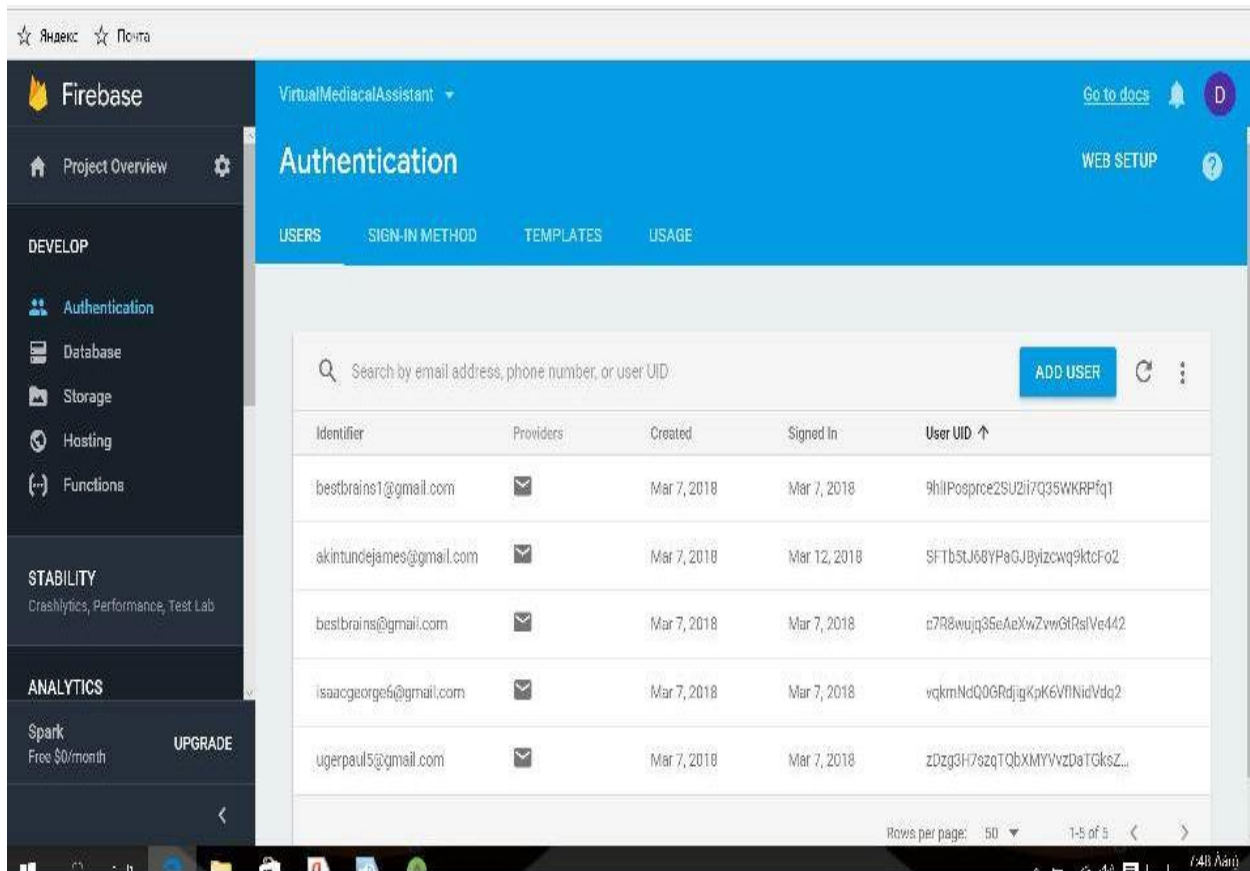 Яндекс Почта
Firebase
VirtualMediacalAssistant
Go to docs
D
Project Overview
Authentication
WEB SETUP
USERS SIGN-IN METHOD TEMPLATES USAGE
DEVELOP
Authentication
Database
Storage
Hosting
Functions
STABILITY
Crashlytics, Performance, Test Lab
ANALYTICS
Spark
Free $0/month
UPGRADE
Search by email address, phone number, or user UID
ADD USER
Identifier Providers Created Signed In User UID
bestbrains1@gmail.com Mar 7, 2018 Mar 7, 2018
akintundejames@gmail.com Mar 7, 2018 Mar 12, 2018
bestbrains@gmail.com Mar 7, 2018 Mar 7, 2018
isaacgeorge6@gmail.com Mar 7, 2018 Mar 7, 2018
ugerpaul5@gmail.com Mar 7, 2018 Mar 7, 2018
Rows per page: 50 1-5 of 5
7:48